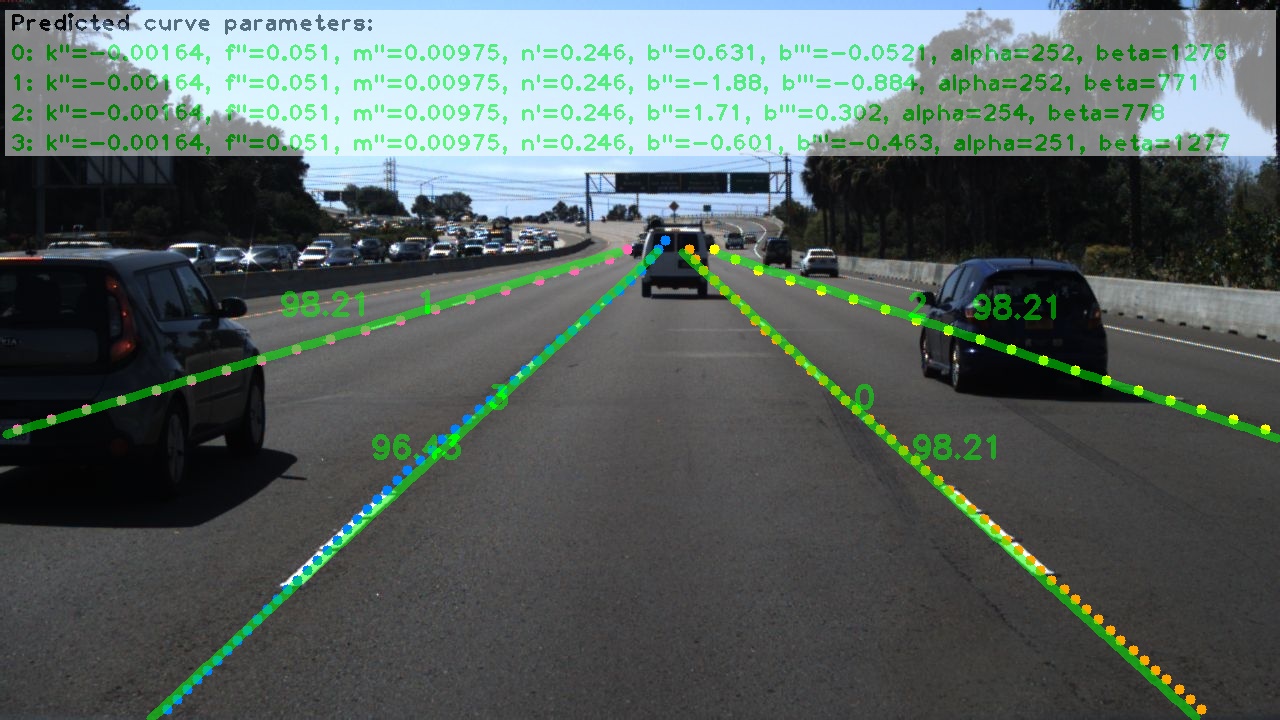 Predicted curve parameters:
0: k''=-0.00164, f''=0.051, m''=0.00975, n'=0.246, b''=0.631, b'''=-0.0521, alpha=252, beta=1276
1: k''=-0.00164, f''=0.051, m''=0.00975, n'=0.246, b''=-1.88, b'''=-0.884, alpha=252, beta=771
2: k''=-0.00164, f''=0.051, m''=0.00975, n'=0.246, b''=1.71, b'''=0.302, alpha=254, beta=778
3: k''=-0.00164, f''=0.051, m''=0.00975, n'=0.246, b''=-0.601, b'''=-0.463, alpha=251, beta=1277
98.21 1
2 98.21
3
0
96.43
98.21